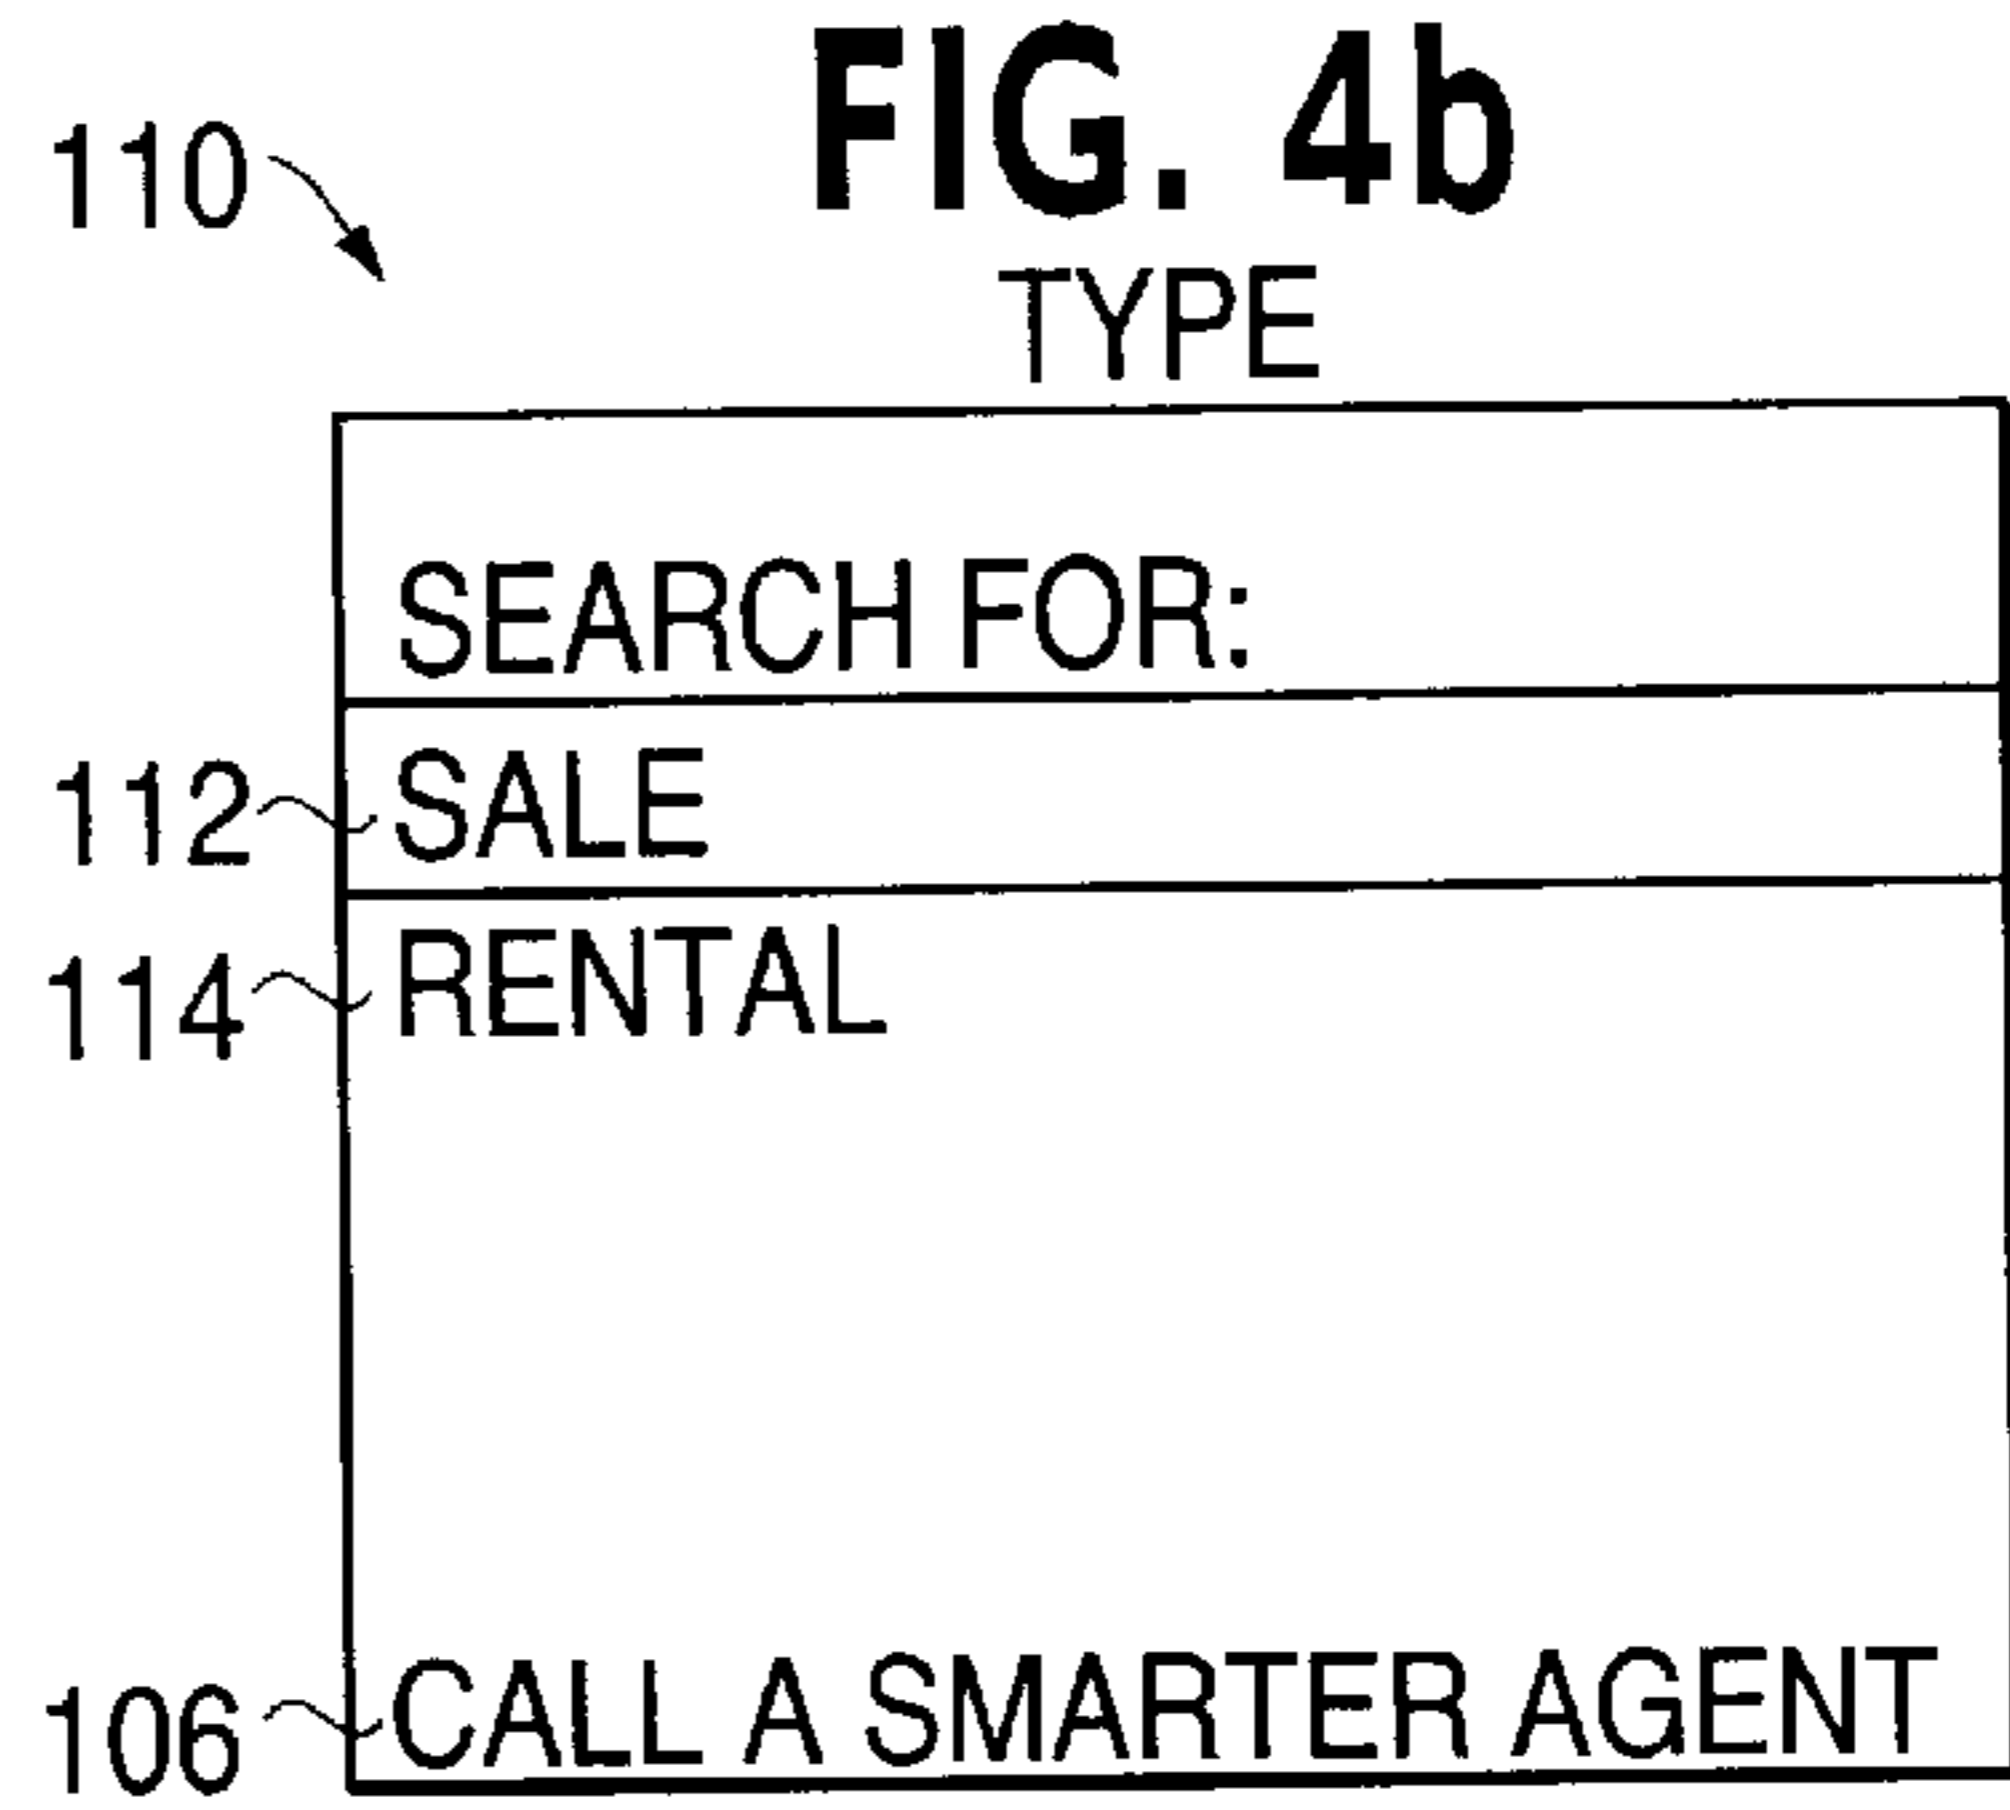 FIG. 4b
110
TYPE
SEARCH FOR:
112 SALE
114 RENTAL
106 CALL A SMARTER AGENT